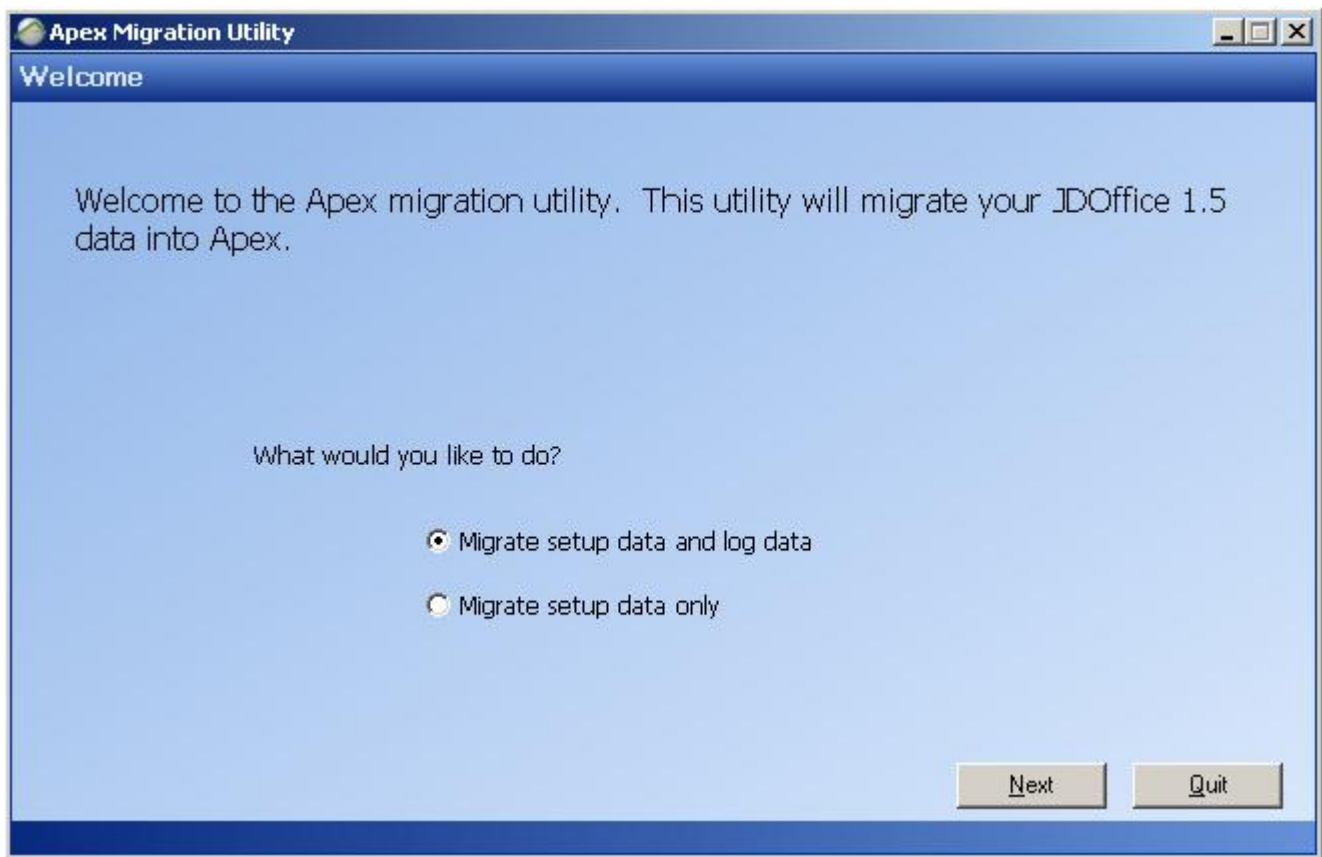 Apex Migration Utility
Welcome
Welcome to the Apex migration utility.  This utility will migrate your JDOffice 1.5
data into Apex.
What would you like to do?
Migrate setup data and log data
Migrate setup data only
Next
Quit